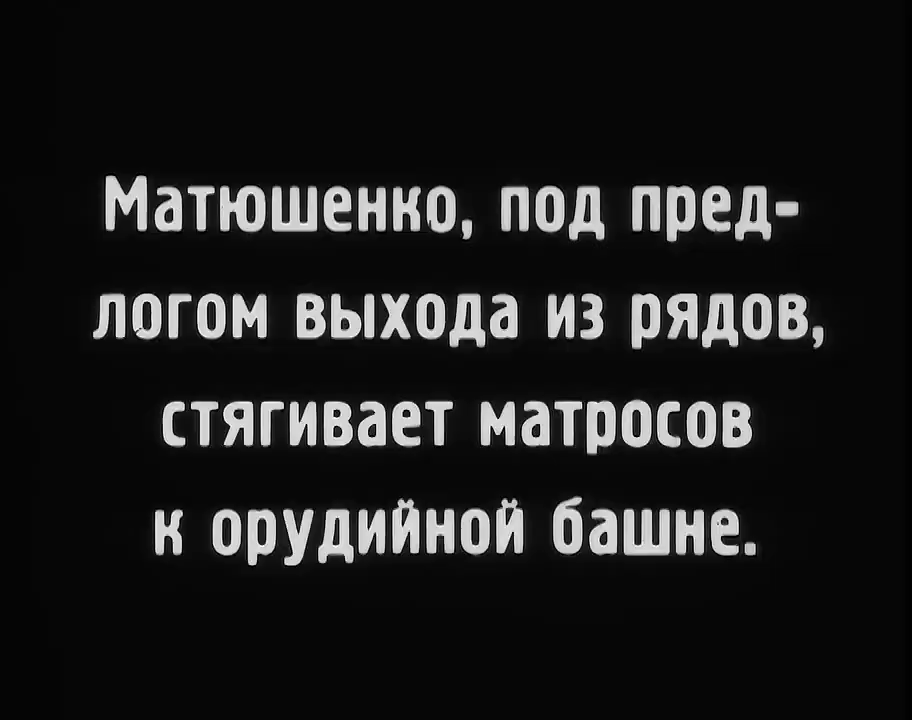 Матюшенко, под пред-
логом выхода из рядов,
стягивает матросов
к орудийной башне.